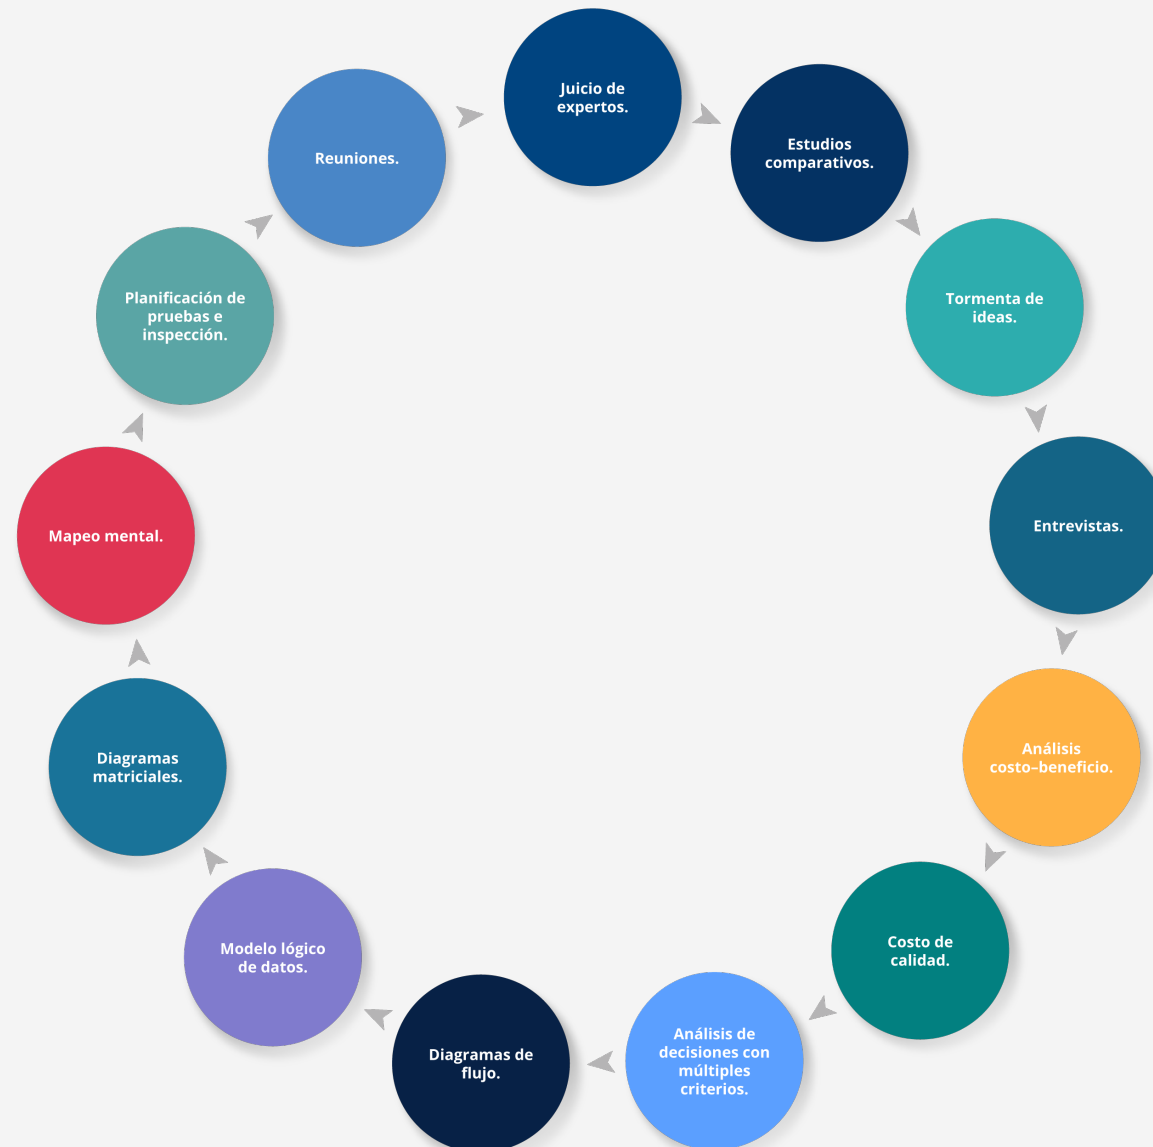 Juicio de
expertos.
Estudios
comparativos.
Tormenta de
ideas.
Entrevistas.
Análisis
costo–beneficio.
Costo de
calidad.
Análisis de
decisiones con
múltiples
criterios.
Diagramas de
flujo.
Modelo lógico
de datos.
Diagramas
matriciales.
Mapeo mental.
Planificación de
pruebas e
inspección.
Reuniones.